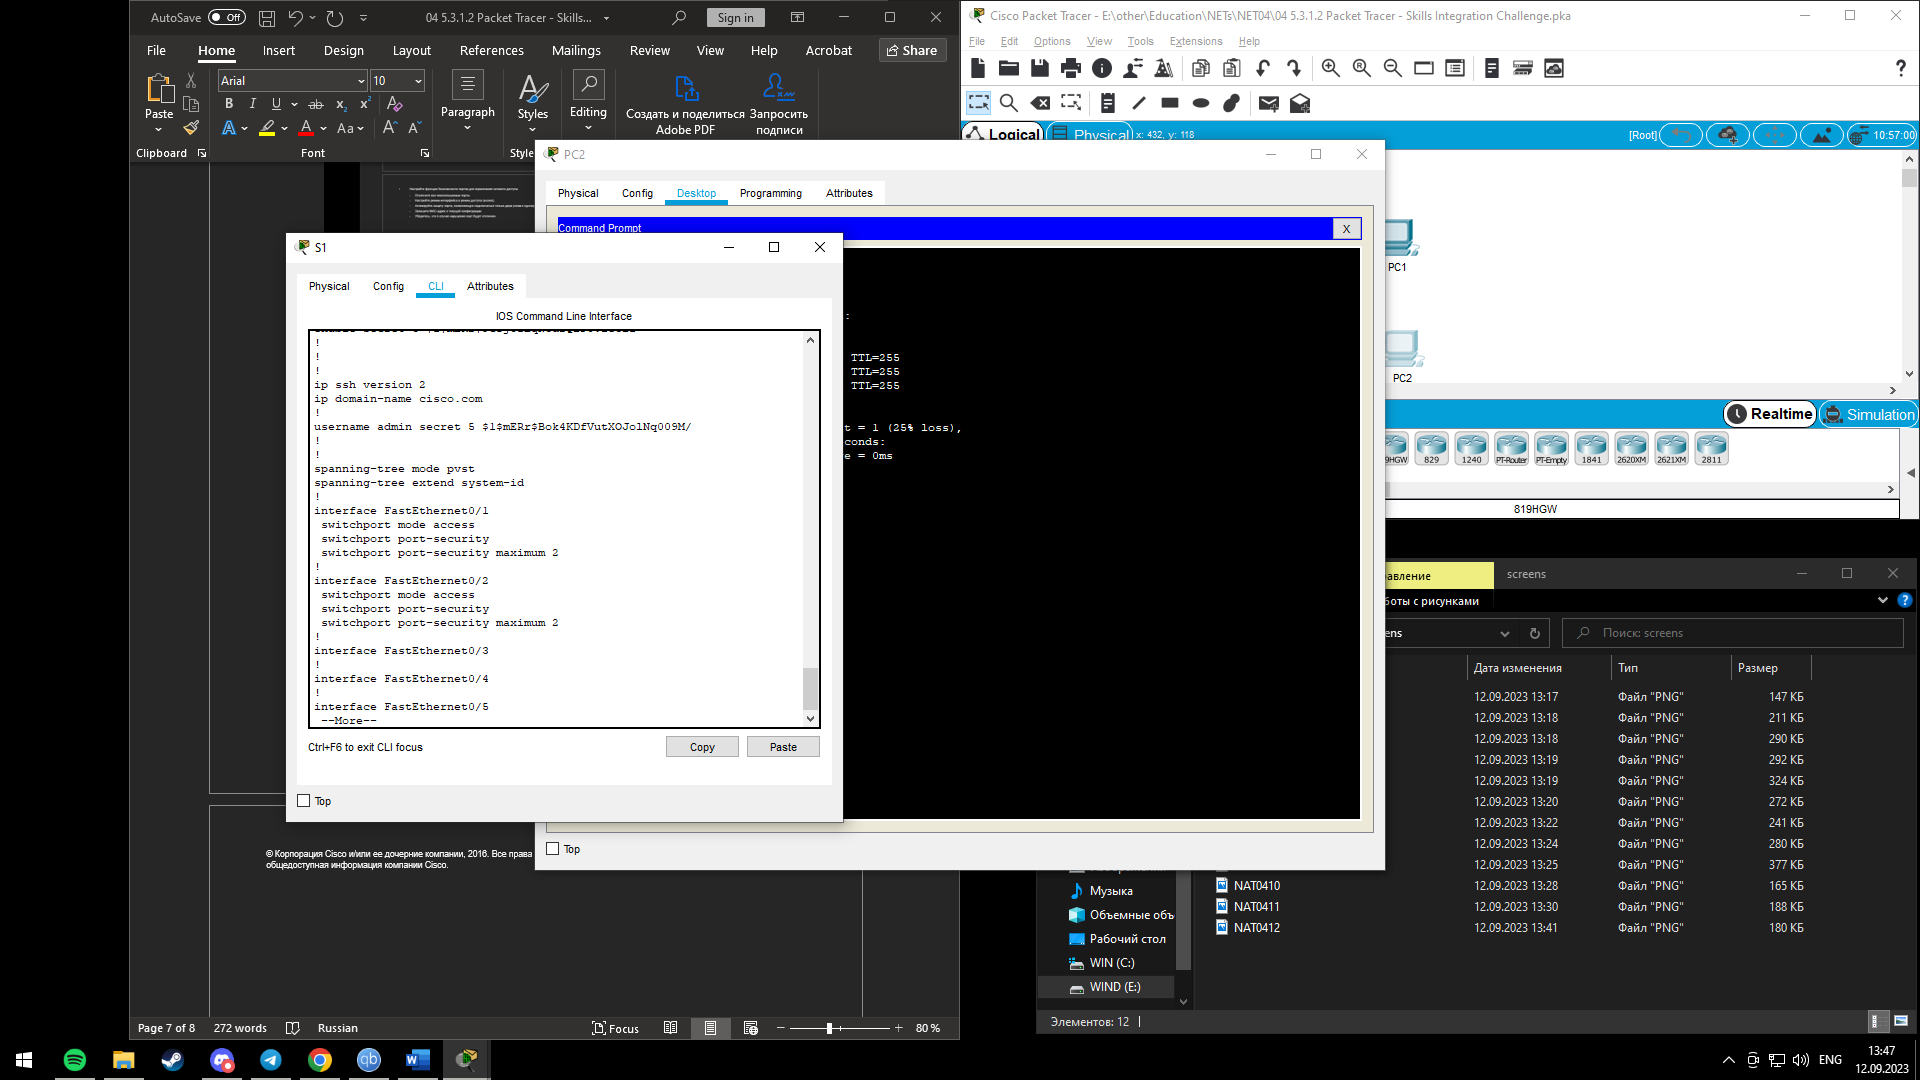 AutoSave Off
04 5.3.1.2 Packet Tracer - Skills...
Sign in
File Home Insert Design Layout References Mailings Review View Help Acrobat Share
Paste
Clipboard
Arial 10
B I U ab x₂ x²
Aa
Font
Paragraph
Styles
Editing
Создать и поделиться Adobe PDF
Запросить подписи
Style
© Корпорация Cisco и/или ее дочерние компании, 2016. Все права
общедоступная информация компании Cisco.
Page 7 of 8 272 words Russian Focus 80 %
Cisco Packet Tracer - E:\other\Education\NETs\NET04\04 5.3.1.2 Packet Tracer - Skills Integration Challenge.pka
File Edit Options View Tools Extensions Help
Logical Physical x: 432, y: 118 [Root] 10:57:00
PC1
PC2
Realtime Simulation
9HGW 829 1240 PT-Router PT-Empty 1841 2620XM 2621XM 2811
819HGW
PC2
Physical Config Desktop Programming Attributes
Command Prompt X
:
TTL=255
TTL=255
TTL=255
t = 1 (25% loss),
conds:
e = 0ms
Top
S1
Physical Config CLI Attributes
IOS Command Line Interface
!
!
!
ip ssh version 2
ip domain-name cisco.com
!
username admin secret 5 $1$mERr$Bok4KDfVutXOJolNq009M/
!
!
spanning-tree mode pvst
spanning-tree extend system-id
!
interface FastEthernet0/1
switchport mode access
switchport port-security
switchport port-security maximum 2
!
interface FastEthernet0/2
switchport mode access
switchport port-security
switchport port-security maximum 2
!
interface FastEthernet0/3
!
interface FastEthernet0/4
!
interface FastEthernet0/5
--More--
Ctrl+F6 to exit CLI focus Copy Paste
Top
авление screens
боты с рисунками
ens Поиск: screens
Дата изменения Тип Размер
12.09.2023 13:17 Файл "PNG" 147 КБ
12.09.2023 13:18 Файл "PNG" 211 КБ
12.09.2023 13:18 Файл "PNG" 290 КБ
12.09.2023 13:19 Файл "PNG" 292 КБ
12.09.2023 13:19 Файл "PNG" 324 КБ
12.09.2023 13:20 Файл "PNG" 272 КБ
12.09.2023 13:22 Файл "PNG" 241 КБ
12.09.2023 13:24 Файл "PNG" 280 КБ
12.09.2023 13:25 Файл "PNG" 377 КБ
NAT0410 12.09.2023 13:28 Файл "PNG" 165 КБ
NAT0411 12.09.2023 13:30 Файл "PNG" 188 КБ
NAT0412 12.09.2023 13:41 Файл "PNG" 180 КБ
Музыка
Объемные объ
Рабочий стол
WIN (C:)
WIND (E:)
Элементов: 12
ENG
13:47
12.09.2023